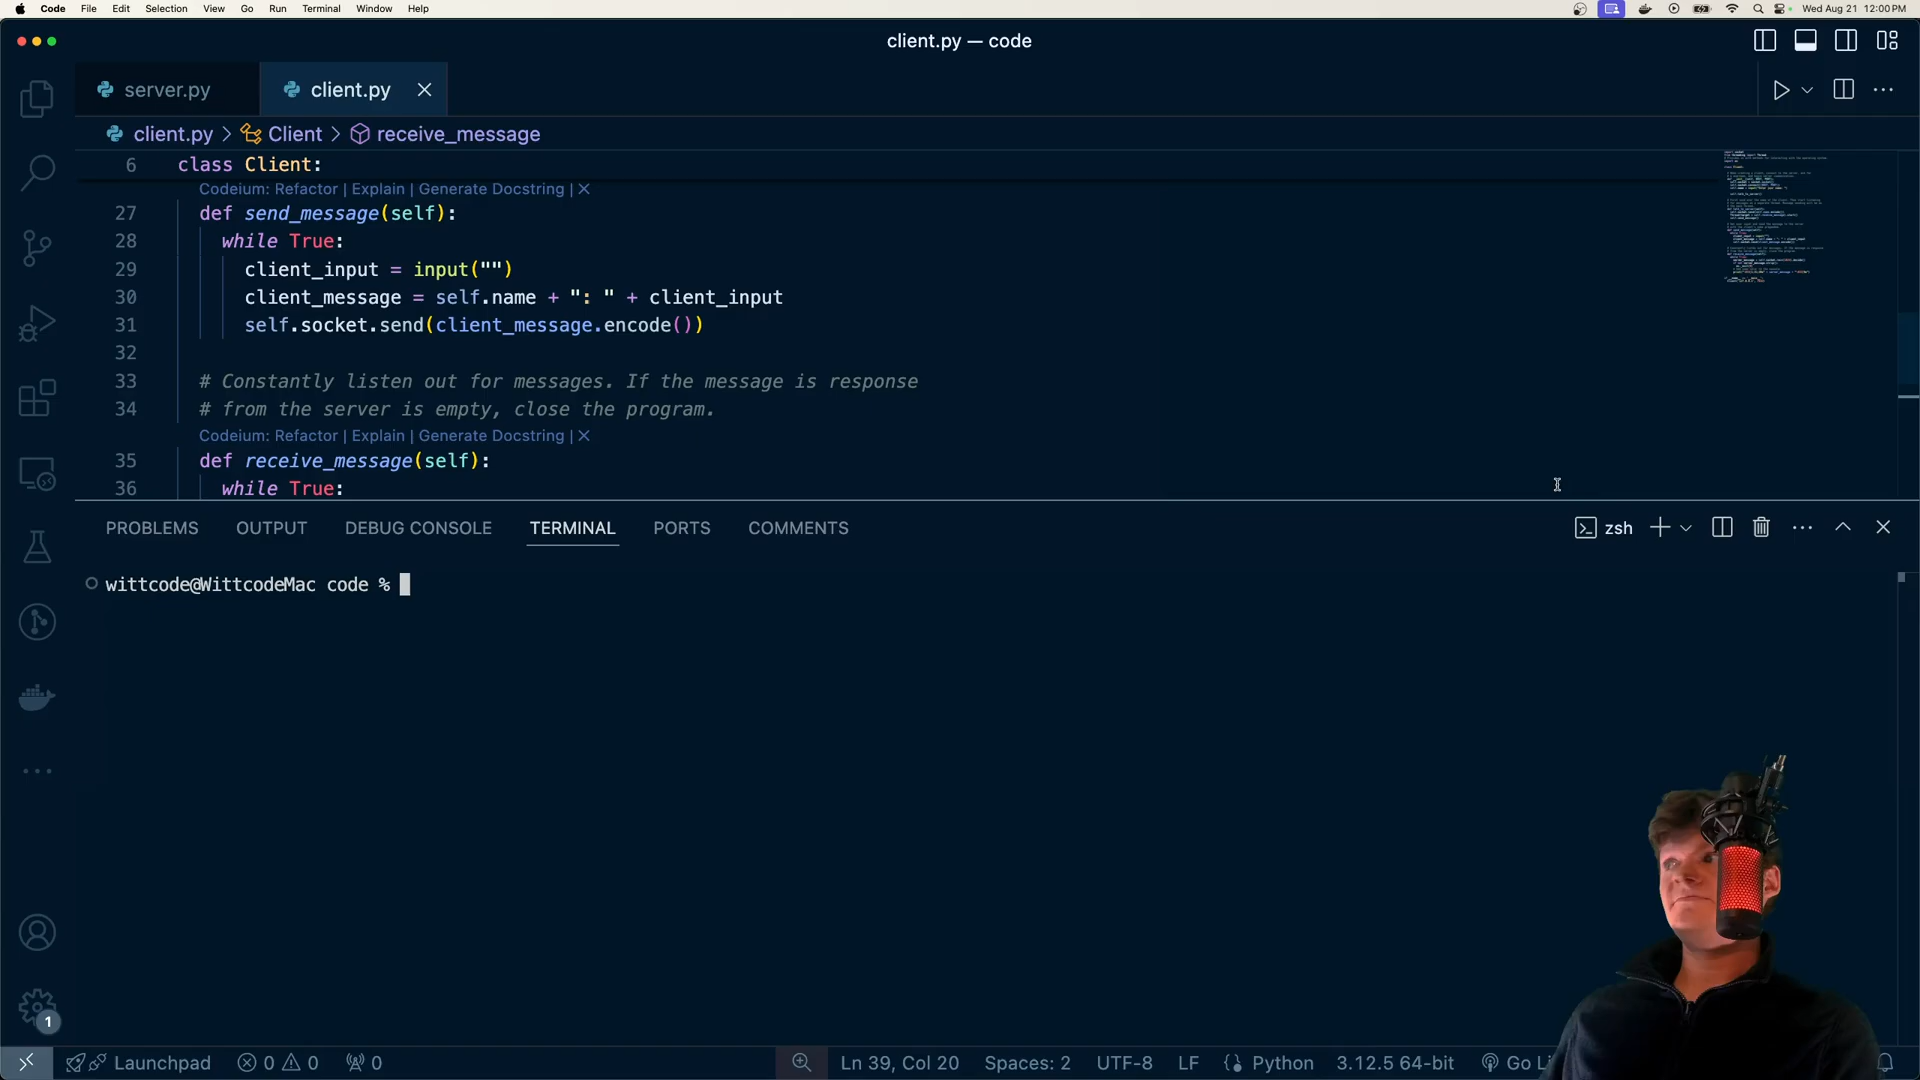 Code File Edit Selection View Go Run Terminal Window Help Wed Aug 21 12:00 PM
client.py — code
server.py client.py
client.py > Client > receive_message
6 class Client:
Codeium: Refactor | Explain | Generate Docstring | ✕
27 def send_message(self):
28 while True:
29 client_input = input("")
30 client_message = self.name + ": " + client_input
31 self.socket.send(client_message.encode())
32
33 # Constantly listen out for messages. If the message is response
34 # from the server is empty, close the program.
Codeium: Refactor | Explain | Generate Docstring | ✕
35 def receive_message(self):
36 while True:
PROBLEMS OUTPUT DEBUG CONSOLE TERMINAL PORTS COMMENTS zsh
wittcode@WittcodeMac code %
1
Launchpad 0 0 0 Ln 39, Col 20 Spaces: 2 UTF-8 LF Python 3.12.5 64-bit Go